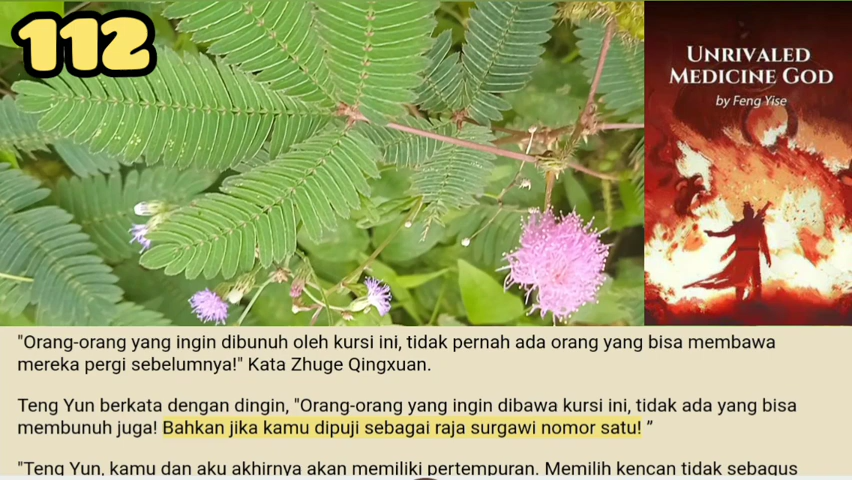 112
UNRIVALED
MEDICINE GOD
by Feng Yise
"Orang-orang yang ingin dibunuh oleh kursi ini, tidak pernah ada orang yang bisa membawa
mereka pergi sebelumnya!" Kata Zhuge Qingxuan.
Teng Yun berkata dengan dingin, "Orang-orang yang ingin dibawa kursi ini, tidak ada yang bisa
membunuh juga! Bahkan jika kamu dipuji sebagai raja surgawi nomor satu! ”
"Teng Yun, kamu dan aku akhirnya akan memiliki pertempuran. Memilih kencan tidak sebagus